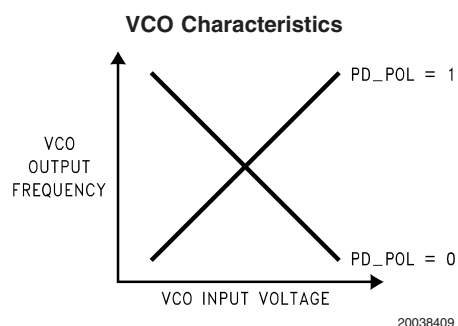 VCO Characteristics
PD_POL = 1
VCO
OUTPUT
FREQUENCY
PD_POL = 0
VCO INPUT VOLTAGE
20038409